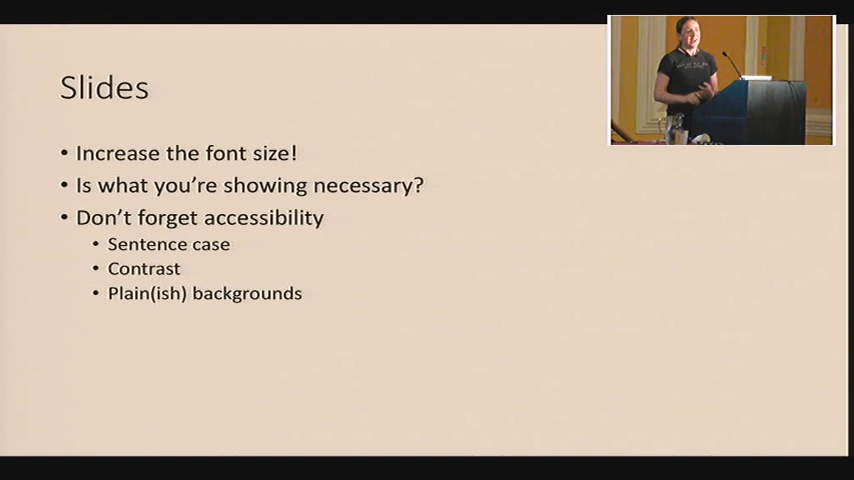 Slides
• Increase the font size!
• Is what you're showing necessary?
• Don't forget accessibility
• Sentence case
• Contrast
• Plain(ish) backgrounds